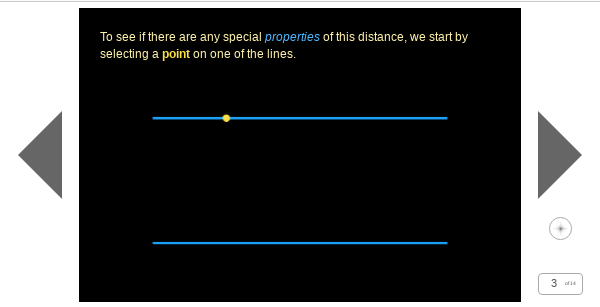 To see if there are any special properties of this distance, we start by
selecting a point on one of the lines.
3 of 14